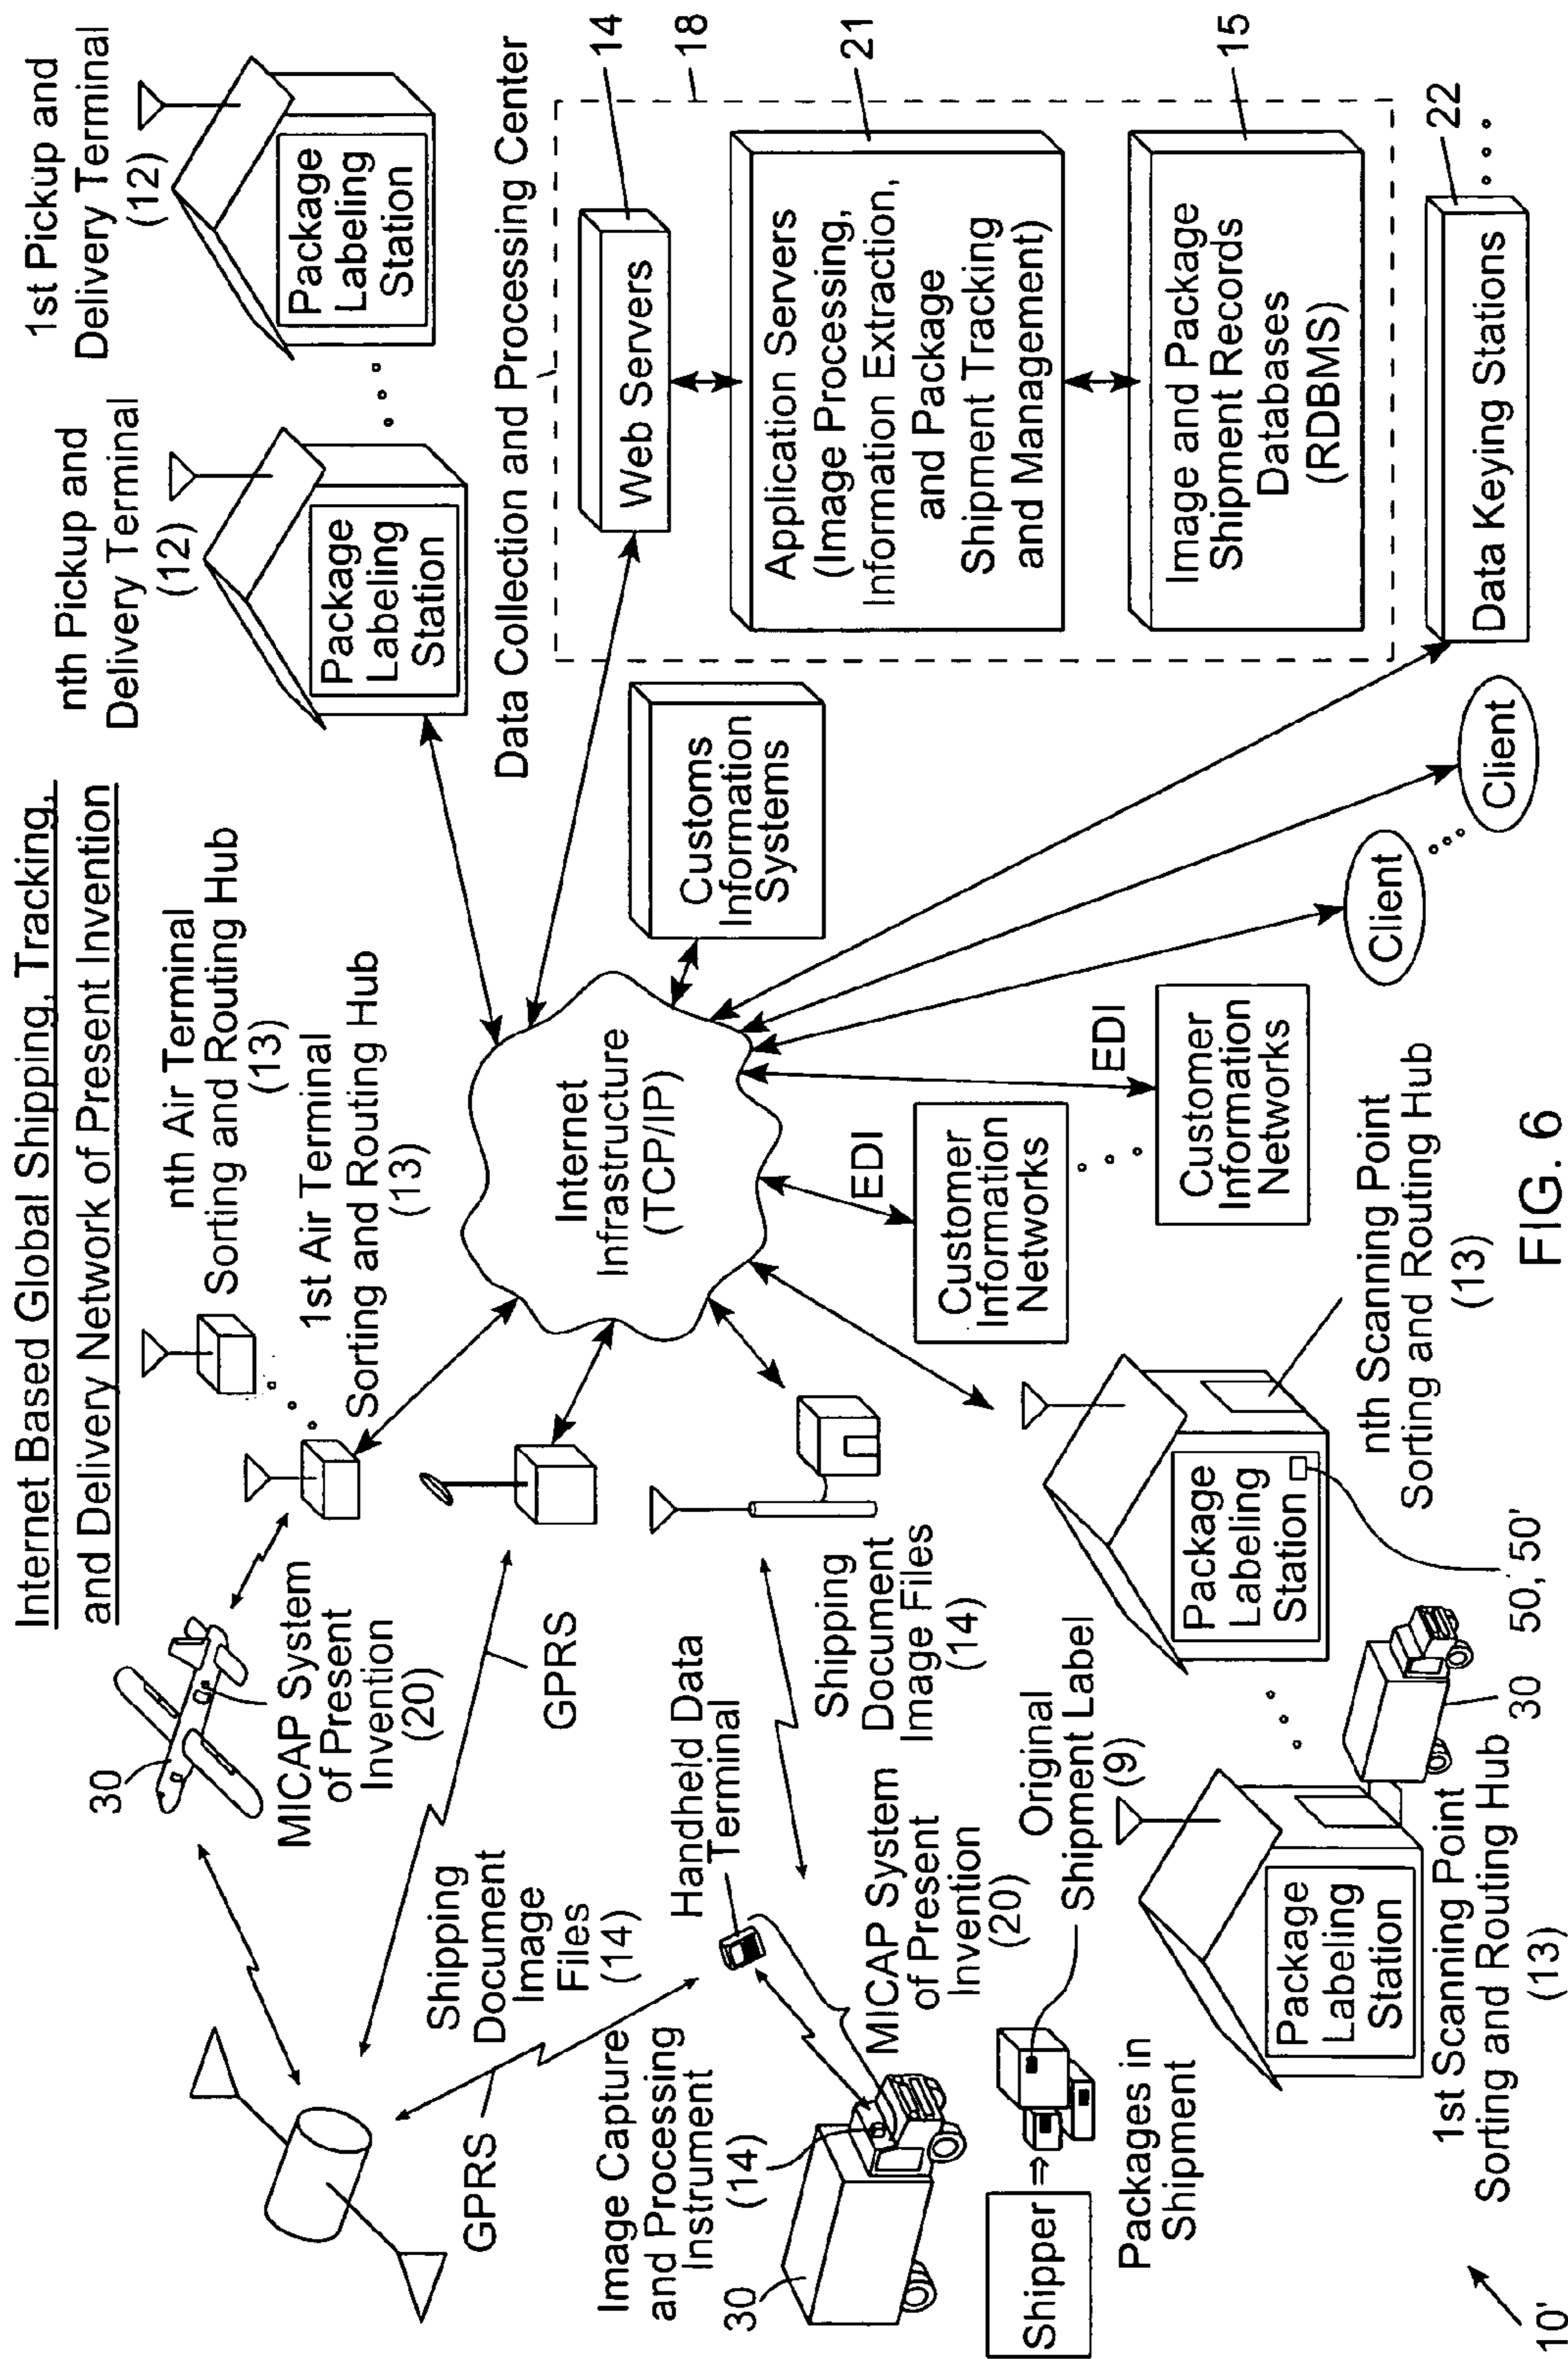 Internet Based Global Shipping, Tracking,
and Delivery Network of Present Invention
1st Pickup and
Delivery Terminal
(12)
Package
Labeling
Station
nth Pickup and
Delivery Terminal
(12)
Package
Labeling
Station
nth Air Terminal
Sorting and Routing Hub
(13)
1st Air Terminal
Sorting and Routing Hub
(13)
30
MICAP System
of Present
Invention
(20)
GPRS
Shipping
Document
Image
Files
(14)
GPRS
Data Collection and Processing Center
Web Servers
14
18
Application Servers
(Image Processing,
Information Extraction,
and Package
Shipment Tracking
and Management)
21
Image and Package
Shipment Records
Databases
(RDBMS)
15
Data Keying Stations
22
Customs
Information
Systems
Internet
Infrastructure
(TCP/IP)
Client
Client
EDI
Customer
Information
Networks
EDI
Customer
Information
Networks
Image Capture
and Processing
Instrument
(14)
30
Handheld Data
Terminal
Shipping
Document
Image Files
(14)
MICAP System
of Present
Invention
(20)
Original
Shipment Label
(9)
Shipper ⇒
Packages in
Shipment
Package
Labeling
Station
1st Scanning Point
Sorting and Routing Hub
(13)
30
Package
Labeling
Station
50, 50'
nth Scanning Point
Sorting and Routing Hub
(13)
10'
FIG. 6